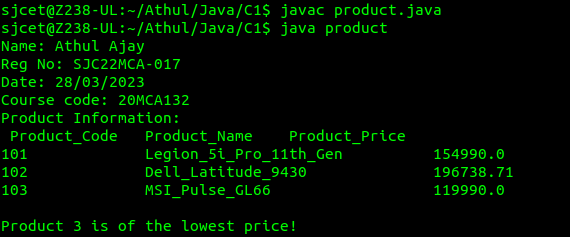 sjcet@Z238-UL:~/Athul/Java/C1$ javac product.java
sjcet@Z238-UL:~/Athul/Java/C1$ java product
Name: Athul Ajay
Reg No: SJC22MCA-017
Date: 28/03/2023
Course code: 20MCA132
Product Information:
 Product_Code   Product_Name    Product_Price
101             Legion_5i_Pro_11th_Gen          154990.0
102             Dell_Latitude_9430              196738.71
103             MSI_Pulse_GL66                  119990.0

Product 3 is of the lowest price!